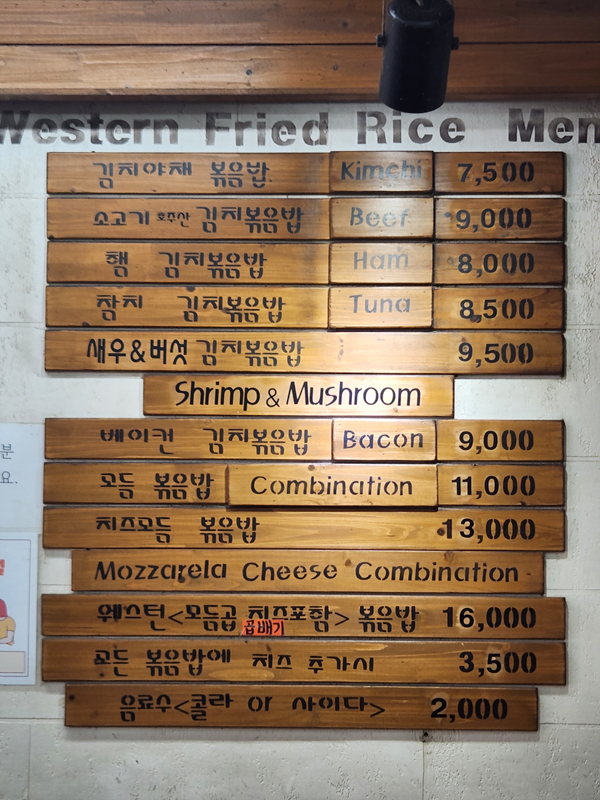 Western Fried Rice Men
김치야채 볶음밥 Kimchi 7,500
소고기 호주산 김치볶음밥 Beef 9,000
햄 김치볶음밥 Ham 8,000
참치 김치볶음밥 Tuna 8,500
새우&버섯 김치볶음밥 9,500
Shrimp & Mushroom
베이컨 김치볶음밥 Bacon 9,000
모듬 볶음밥 Combination 11,000
치즈모듬 볶음밥 13,000
Mozzarela Cheese Combination
웨스턴<모듬곱 치즈포함> 볶음밥 16,000
곱배기
모든 볶음밥에 치즈 추가시 3,500
음료수<콜라 or 사이다> 2,000
분
요.